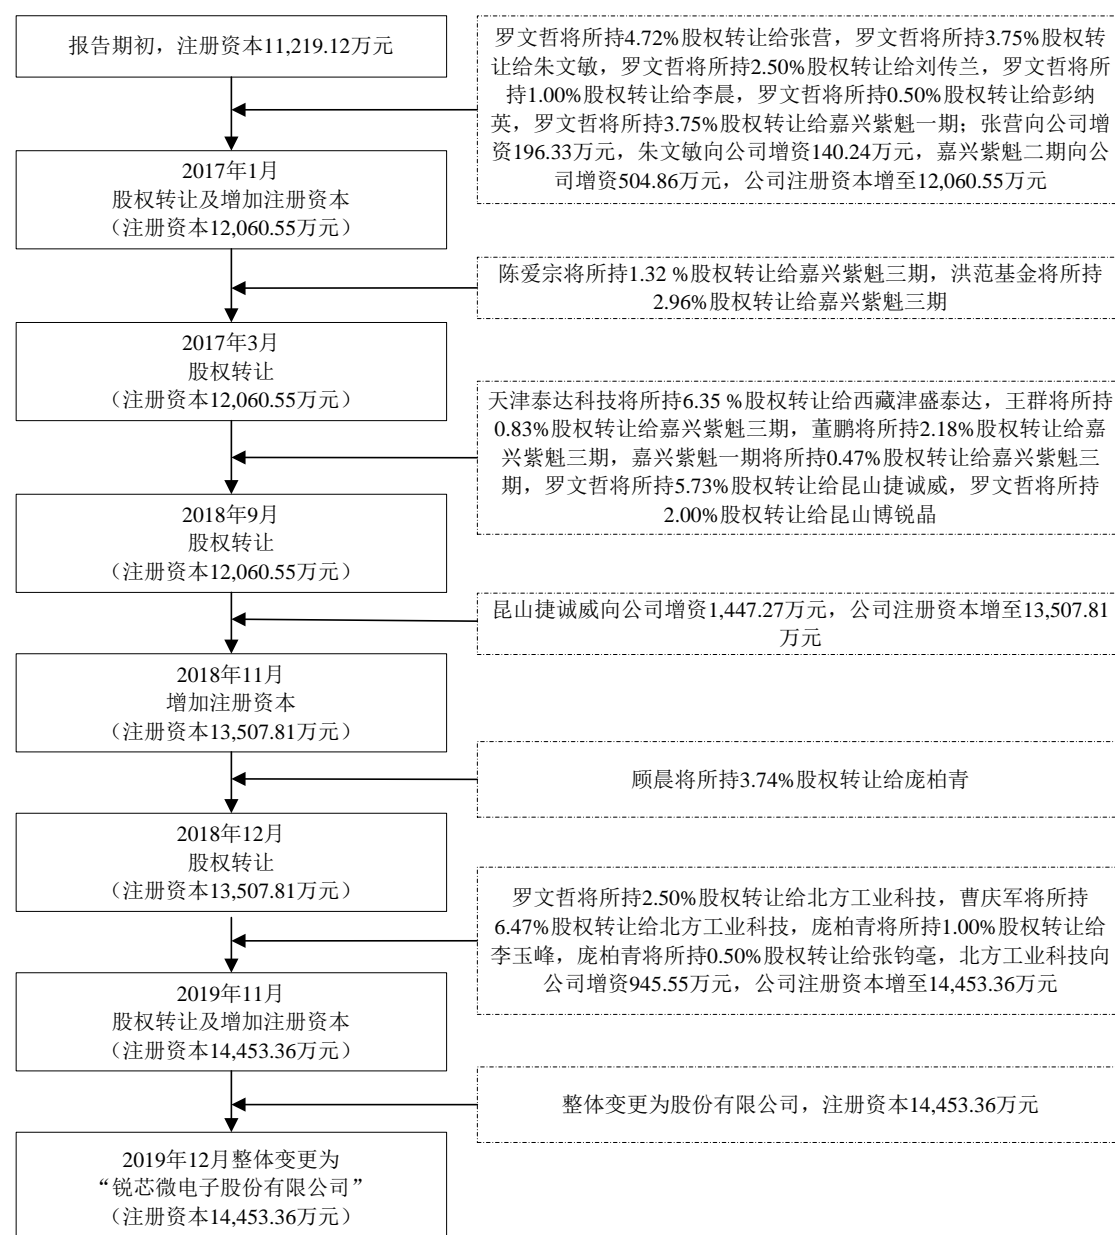 报告期初，注册资本11,219.12万元
罗文哲将所持4.72%股权转让给张营，罗文哲将所持3.75%股权转
让给朱文敏，罗文哲将所持2.50%股权转让给刘传兰，罗文哲将所
持1.00%股权转让给李晨，罗文哲将所持0.50%股权转让给彭纳
英，罗文哲将所持3.75%股权转让给嘉兴紫魁一期；张营向公司增
资196.33万元，朱文敏向公司增资140.24万元，嘉兴紫魁二期向公
司增资504.86万元，公司注册资本增至12,060.55万元
2017年1月
股权转让及增加注册资本
（注册资本12,060.55万元）
陈爱宗将所持1.32 %股权转让给嘉兴紫魁三期，洪范基金将所持
2.96%股权转让给嘉兴紫魁三期
2017年3月
股权转让
（注册资本12,060.55万元）
天津泰达科技将所持6.35 %股权转让给西藏津盛泰达，王群将所持
0.83%股权转让给嘉兴紫魁三期，董鹏将所持2.18%股权转让给嘉
兴紫魁三期，嘉兴紫魁一期将所持0.47%股权转让给嘉兴紫魁三
期，罗文哲将所持5.73%股权转让给昆山捷诚威，罗文哲将所持
2.00%股权转让给昆山博锐晶
2018年9月
股权转让
（注册资本12,060.55万元）
昆山捷诚威向公司增资1,447.27万元，公司注册资本增至13,507.81
万元
2018年11月
增加注册资本
（注册资本13,507.81万元）
顾晨将所持3.74%股权转让给庞柏青
2018年12月
股权转让
（注册资本13,507.81万元）
罗文哲将所持2.50%股权转让给北方工业科技，曹庆军将所持
6.47%股权转让给北方工业科技，庞柏青将所持1.00%股权转让给
李玉峰，庞柏青将所持0.50%股权转让给张钧毫，北方工业科技向
公司增资945.55万元，公司注册资本增至14,453.36万元
2019年11月
股权转让及增加注册资本
（注册资本14,453.36万元）
整体变更为股份有限公司，注册资本14,453.36万元
2019年12月整体变更为
“锐芯微电子股份有限公司”
（注册资本14,453.36万元）